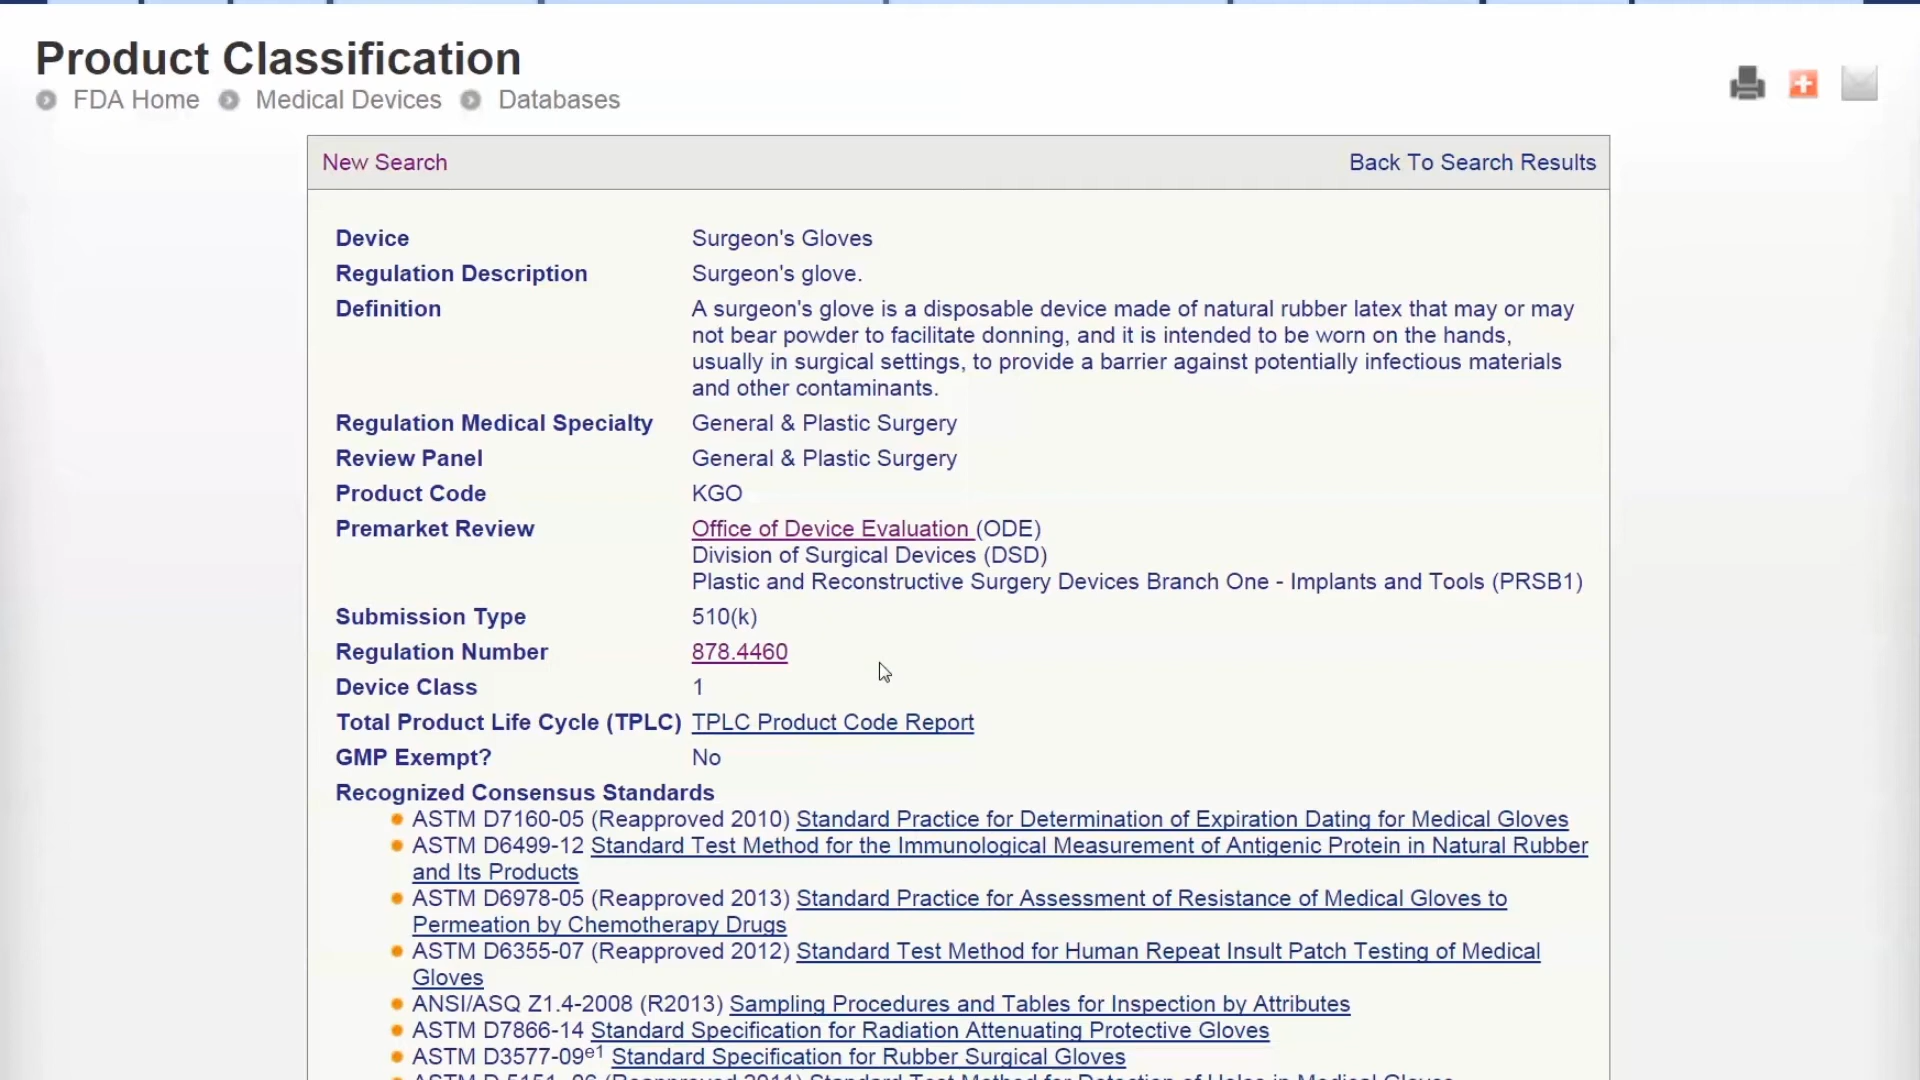 Product Classification
FDA Home Medical Devices Databases
New Search Back To Search Results
Device Surgeon's Gloves
Regulation Description Surgeon's glove.
Definition A surgeon's glove is a disposable device made of natural rubber latex that may or may
not bear powder to facilitate donning, and it is intended to be worn on the hands,
usually in surgical settings, to provide a barrier against potentially infectious materials
and other contaminants.
Regulation Medical Specialty General & Plastic Surgery
Review Panel General & Plastic Surgery
Product Code KGO
Premarket Review Office of Device Evaluation (ODE)
Division of Surgical Devices (DSD)
Plastic and Reconstructive Surgery Devices Branch One - Implants and Tools (PRSB1)
Submission Type 510(k)
Regulation Number 878.4460
Device Class 1
Total Product Life Cycle (TPLC) TPLC Product Code Report
GMP Exempt? No
Recognized Consensus Standards
ASTM D7160-05 (Reapproved 2010) Standard Practice for Determination of Expiration Dating for Medical Gloves
ASTM D6499-12 Standard Test Method for the Immunological Measurement of Antigenic Protein in Natural Rubber
and Its Products
ASTM D6978-05 (Reapproved 2013) Standard Practice for Assessment of Resistance of Medical Gloves to
Permeation by Chemotherapy Drugs
ASTM D6355-07 (Reapproved 2012) Standard Test Method for Human Repeat Insult Patch Testing of Medical
Gloves
ANSI/ASQ Z1.4-2008 (R2013) Sampling Procedures and Tables for Inspection by Attributes
ASTM D7866-14 Standard Specification for Radiation Attenuating Protective Gloves
ASTM D3577-09e1 Standard Specification for Rubber Surgical Gloves